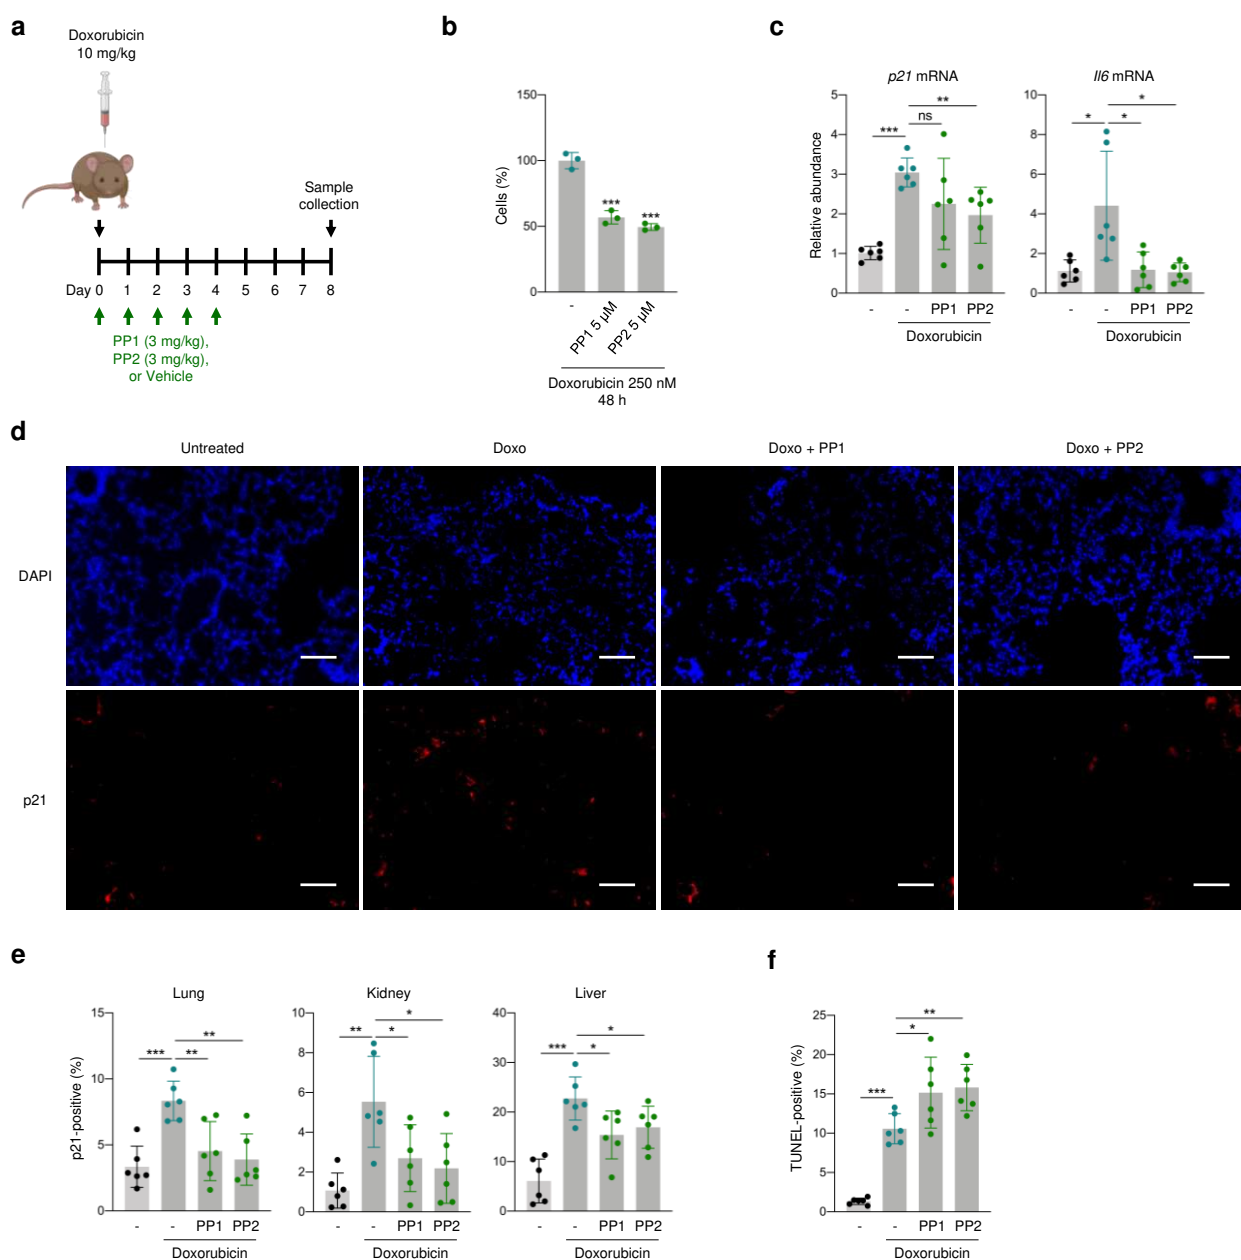 a
Doxorubicin
10 mg/kg
Sample
collection
Day 0 1 2 3 4 5 6 7 8
PP1 (3 mg/kg),
PP2 (3 mg/kg),
or Vehicle
b
150
100
50
0
Cells (%)
***
***
-
PP1 5 μM
PP2 5 μM
Doxorubicin 250 nM
48 h
c
p21 mRNA
5
4
3
2
1
0
Relative abundance
**
ns
***
- - PP1 PP2
Doxorubicin
Il6 mRNA
10
8
6
4
2
0
*
* *
- - PP1 PP2
Doxorubicin
d
Untreated Doxo Doxo + PP1 Doxo + PP2
DAPI
p21
e
Lung
15
10
5
0
p21-positive (%)
**
*** **
- - PP1 PP2
Doxorubicin
Kidney
10
8
6
4
2
0
*
** *
- - PP1 PP2
Doxorubicin
Liver
40
30
20
10
0
*
*** *
- - PP1 PP2
Doxorubicin
f
25
20
15
10
5
0
TUNEL-positive (%)
**
*
***
- - PP1 PP2
Doxorubicin